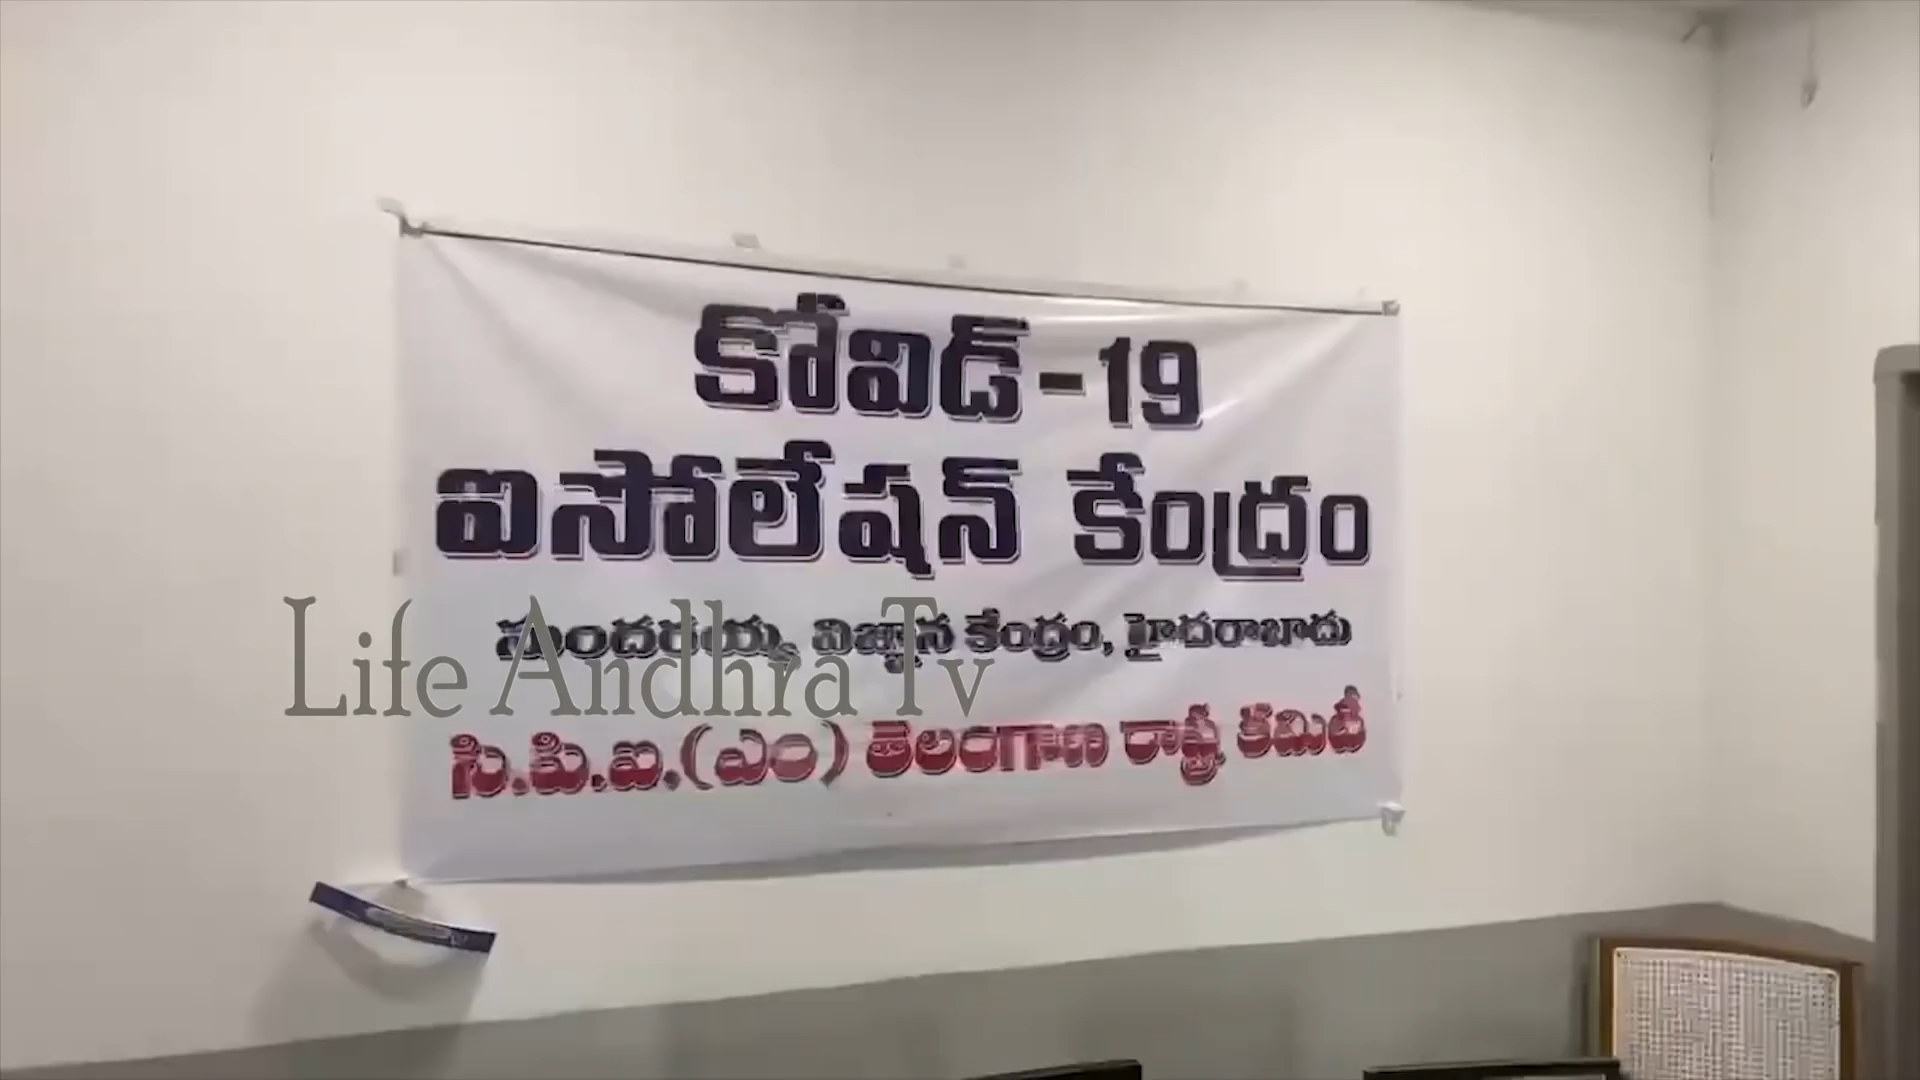 కోవిడ్-19
ఐసోలేషన్ కేంద్రం
సుందరయ్య విజ్ఞాన కేంద్రం, హైదరాబాదు
Life Andhra Tv
సి.పి.ఐ.(ఎం) తెలంగాణ రాష్ట్ర కమిటీ